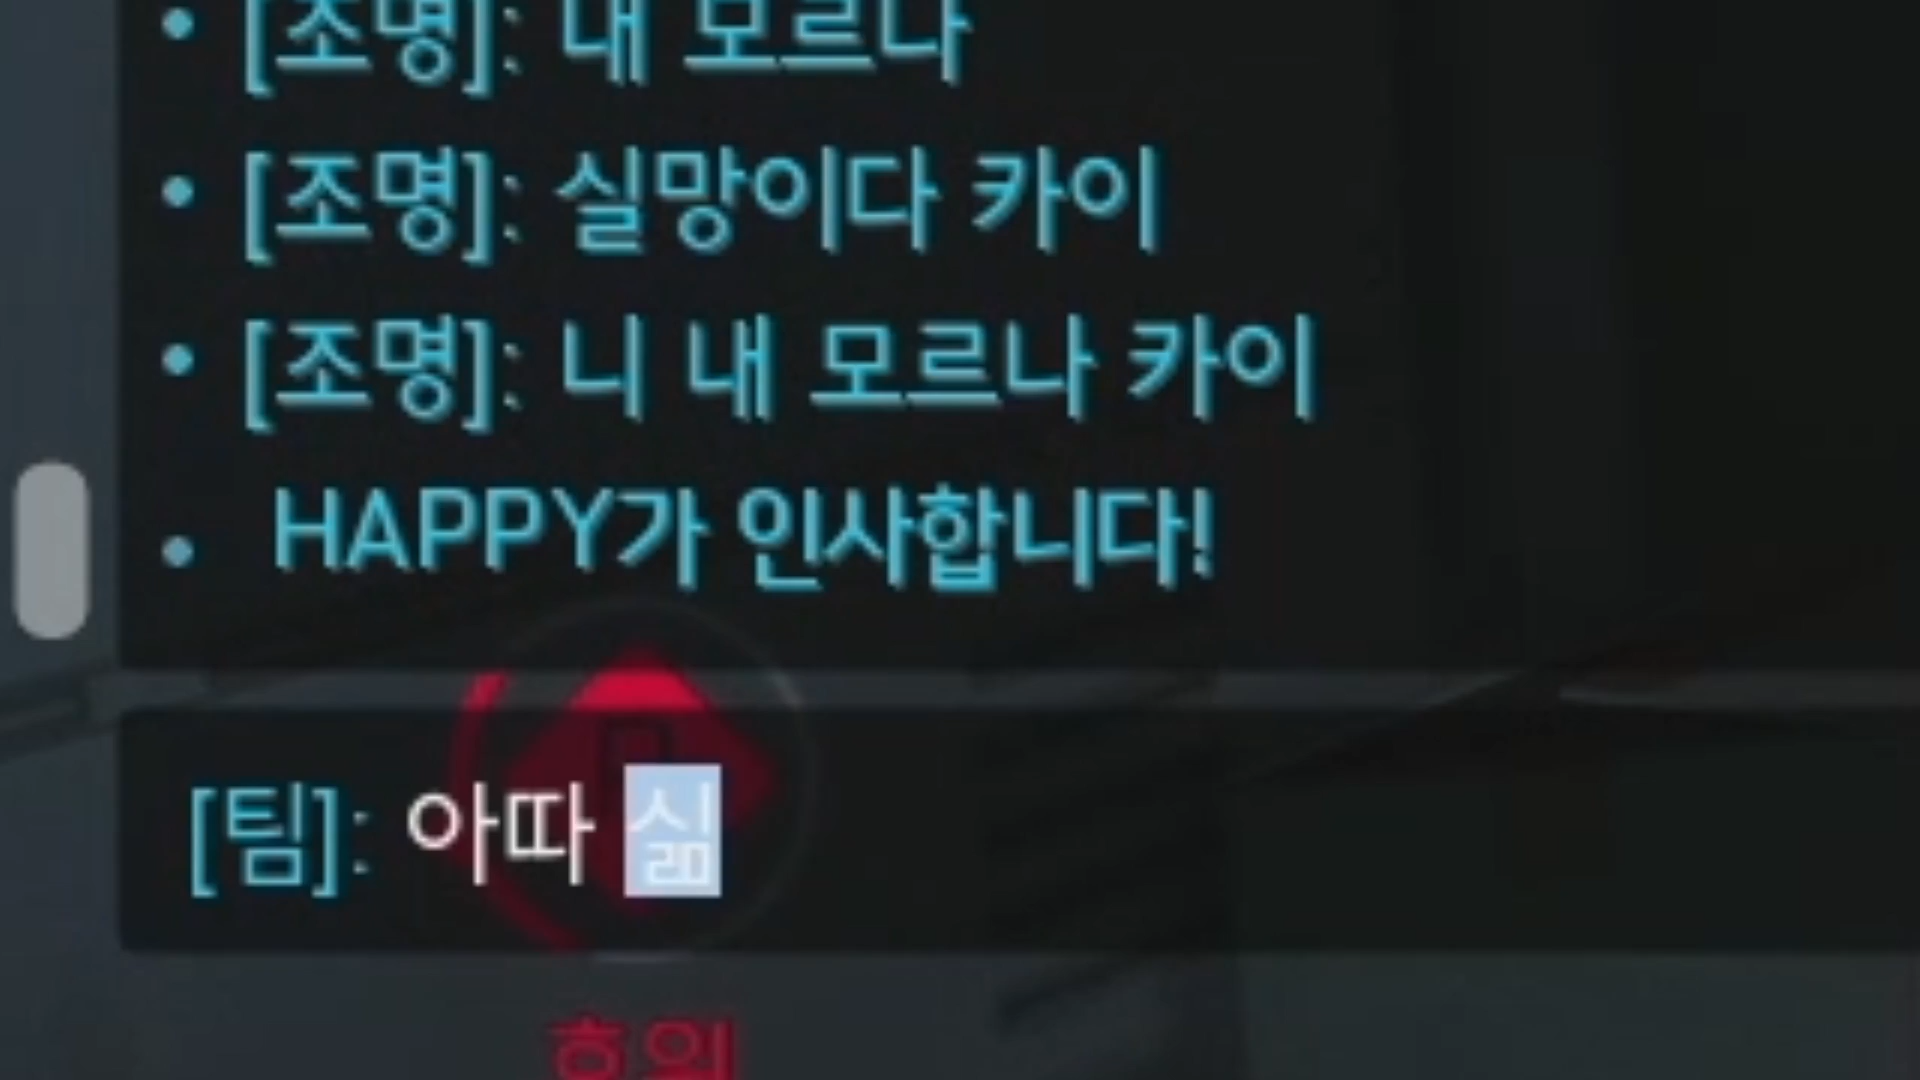 [조명]: 내 모르나
[조명]: 실망이다 카이
[조명]: 니 내 모르나 카이
HAPPY가 인사합니다!
[팀]: 아따 싊